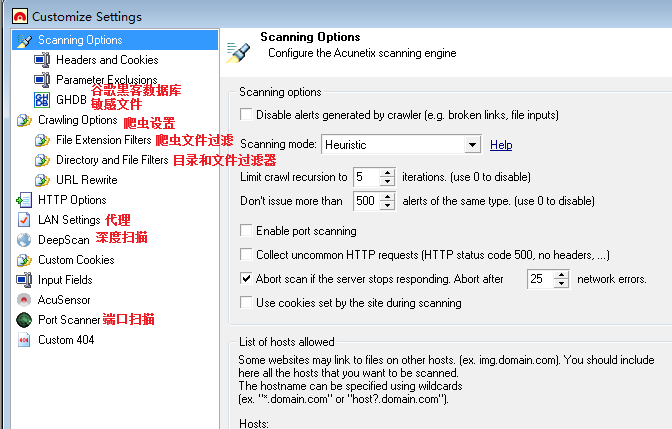 Customize Settings
Scanning Options
Headers and Cookies
Parameter Exclusions
GHDB 谷歌黑客数据库
敏感文件
Crawling Options 爬虫设置
File Extension Filters 爬虫文件过滤
Directory and File Filters 目录和文件过滤器
URL Rewrite
HTTP Options
LAN Settings 代理
DeepScan 深度扫描
Custom Cookies
Input Fields
AcuSensor
Port Scanner 端口扫描
404 Custom 404
Scanning Options
Configure the Acunetix scanning engine
Scanning options
Disable alerts generated by crawler (e.g. broken links, file inputs)
Scanning mode: Heuristic Help
Limit crawl recursion to 5 iterations. (use 0 to disable)
Don't issue more than 500 alerts of the same type. (use 0 to disable)
Enable port scanning
Collect uncommon HTTP requests (HTTP status code 500, no headers, ...)
Abort scan if the server stops responding. Abort after 25 network errors.
Use cookies set by the site during scanning
List of hosts allowed
Some websites may link to files on other hosts. (ex. img.domain.com). You should include
here all the hosts that you want to be scanned.
The hostname can be specified using wildcards
(ex. "*.domain.com" or "host?.domain.com").
Hosts: